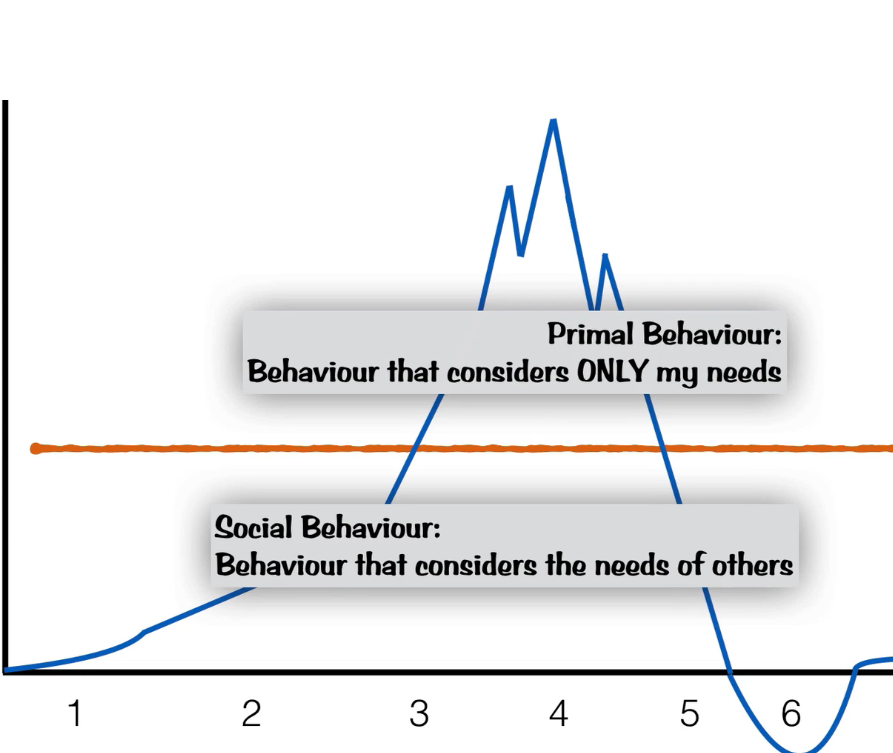 Primal Behaviour:
Behaviour that considers ONLY my needs
Social Behaviour:
Behaviour that considers the needs of others
1 2 3 4 5 6